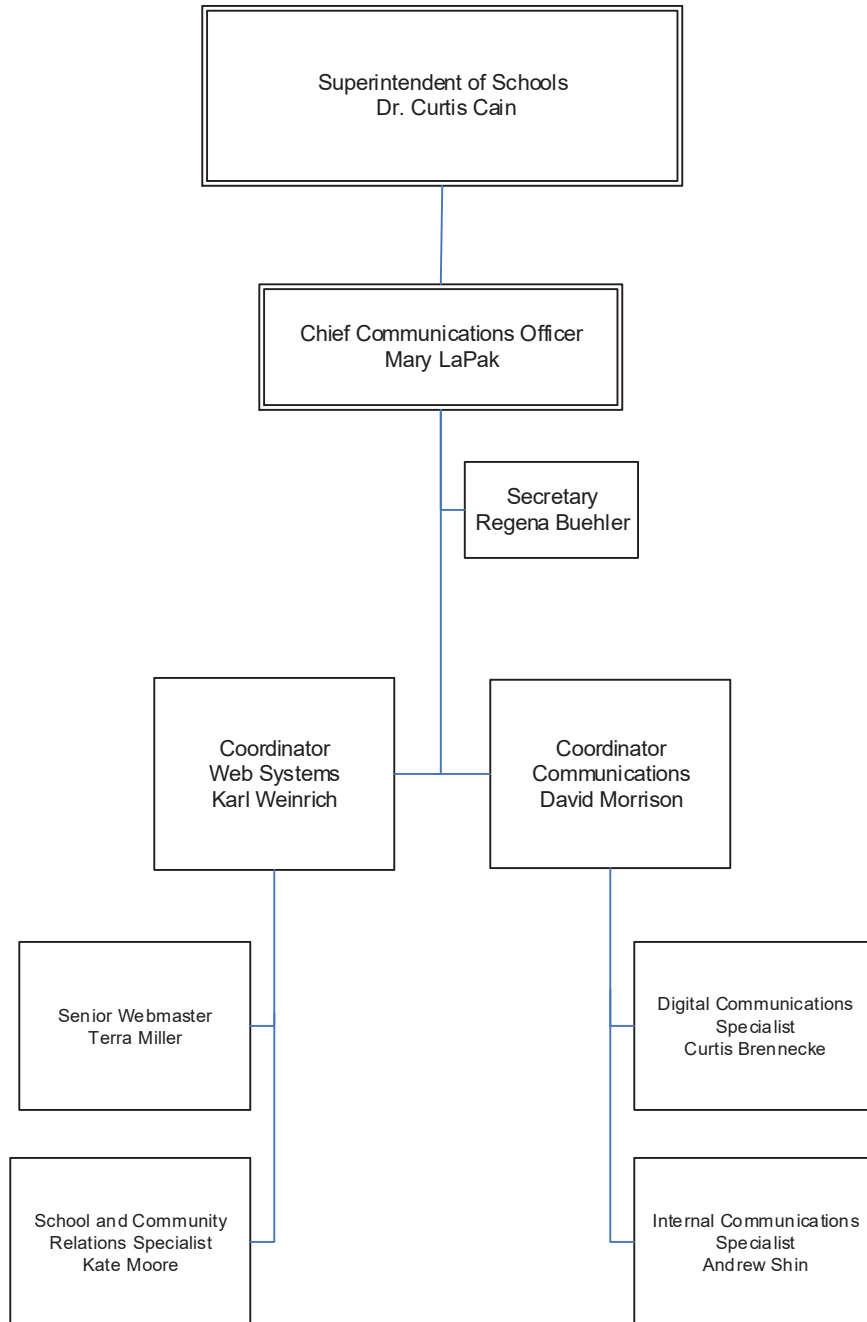 Superintendent of Schools
Dr. Curtis Cain
Chief Communications Officer
Mary LaPak
Secretary
Regena Buehler
Coordinator
Web Systems
Karl Weinrich
Coordinator
Communications
David Morrison
Senior Webmaster
Terra Miller
Digital Communications
Specialist
Curtis Brennecke
School and Community
Relations Specialist
Kate Moore
Internal Communications
Specialist
Andrew Shin